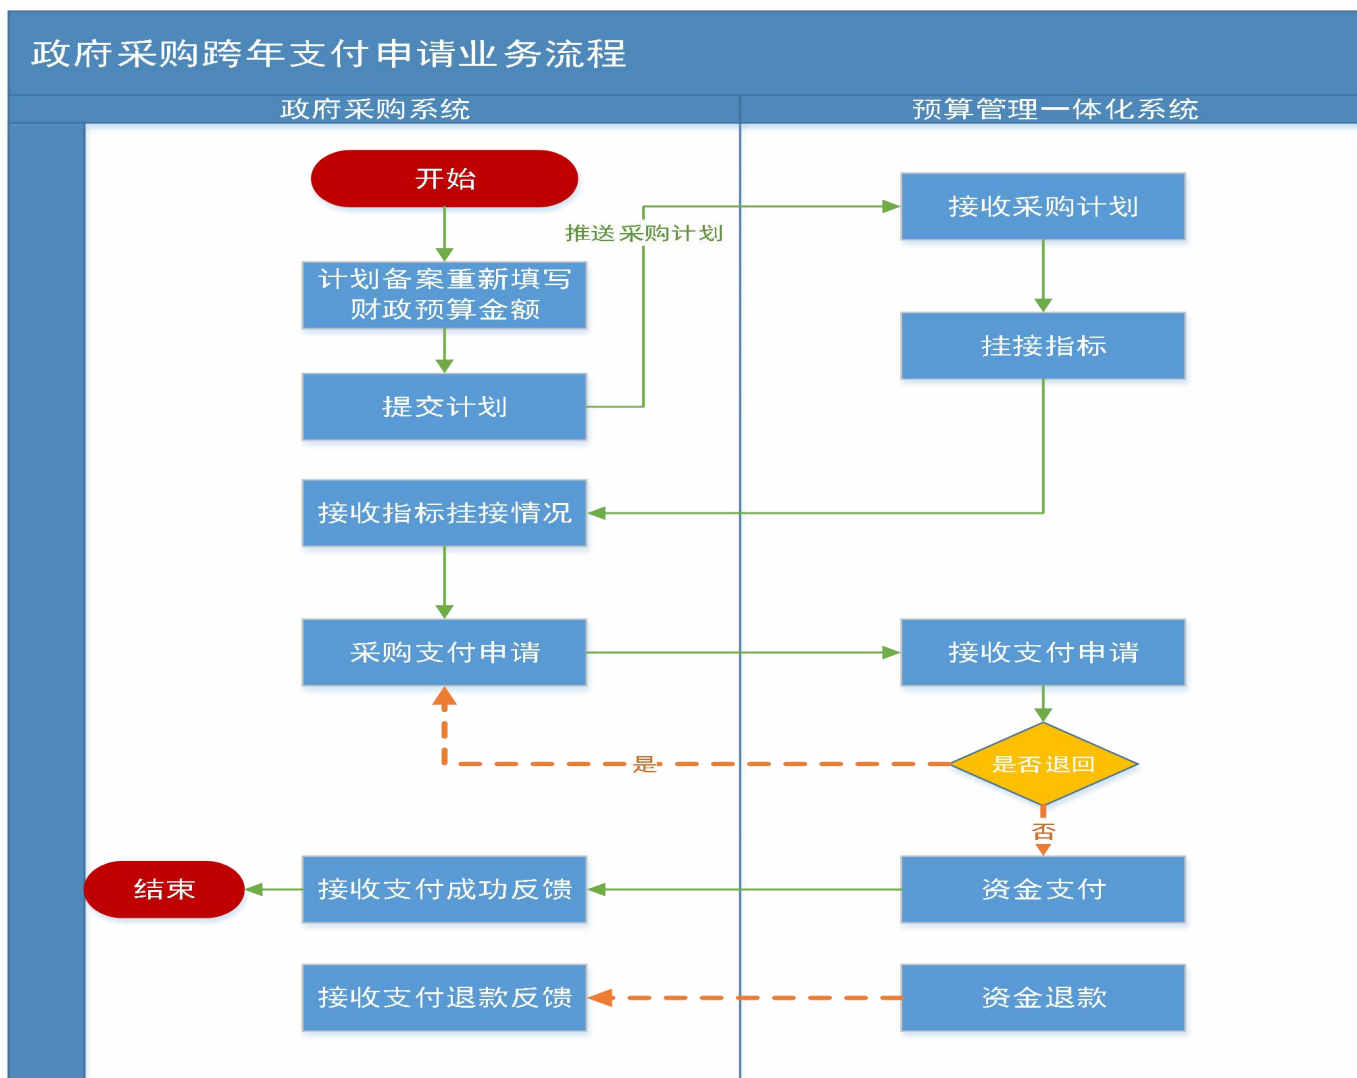 政府采购跨年支付申请业务流程
政府采购系统
预算管理一体化系统
开始
接收采购计划
推送采购计划
计划备案重新填写
财政预算金额
挂接指标
提交计划
接收指标挂接情况
采购支付申请
接收支付申请
是
是否退回
否
结束
接收支付成功反馈
资金支付
接收支付退款反馈
资金退款